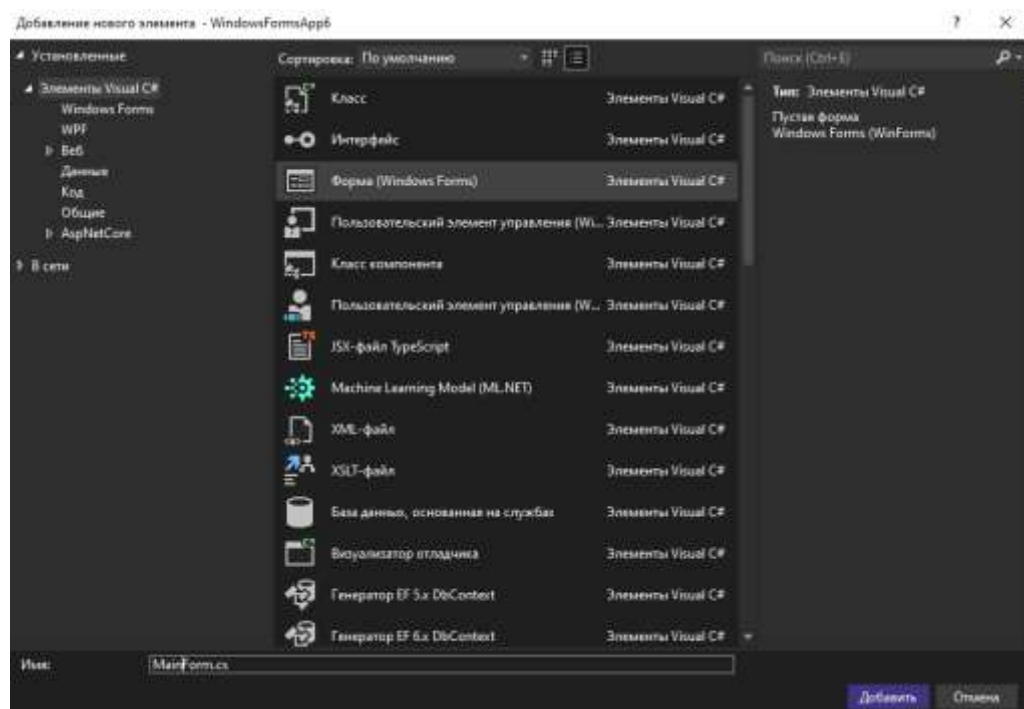 Добавление нового элемента - WindowsFormsApp6
? ×
Установленные
Элементы Visual C#
Windows Forms
WPF
Веб
Данные
Код
Общие
AspNetCore
В сети
Сортировка: По умолчанию
Класс Элементы Visual C#
Интерфейс Элементы Visual C#
Форма (Windows Forms) Элементы Visual C#
Пользовательский элемент управления (Wi... Элементы Visual C#
Класс компонента Элементы Visual C#
Пользовательский элемент управления (W... Элементы Visual C#
JSX-файл TypeScript Элементы Visual C#
Machine Learning Model (ML.NET) Элементы Visual C#
XML-файл Элементы Visual C#
XSLT-файл Элементы Visual C#
База данных, основанная на службах Элементы Visual C#
Визуализатор отладчика Элементы Visual C#
Генератор EF 5.x DbContext Элементы Visual C#
Генератор EF 6.x DbContext Элементы Visual C#
Поиск (Ctrl+E)
Тип: Элементы Visual C#
Пустая форма
Windows Forms (WinForms)
Имя: MainForm.cs
Добавить Отмена